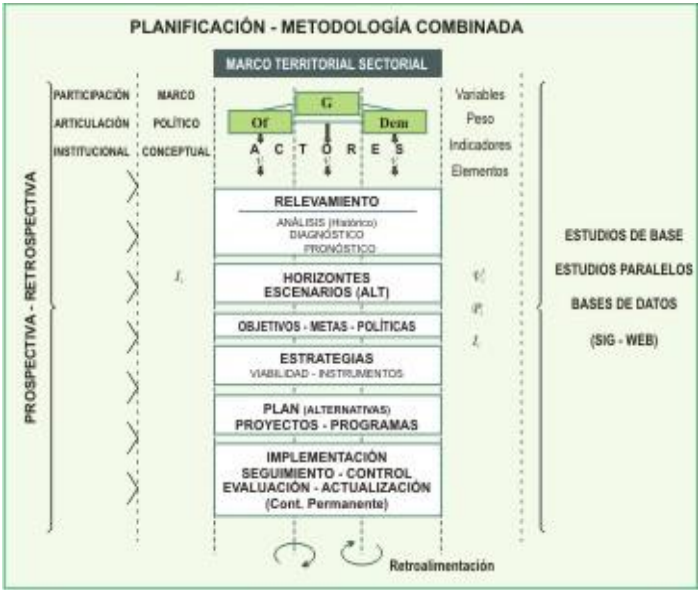 PLANIFICACIÓN - METODOLOGÍA COMBINADA
MARCO TERRITORIAL SECTORIAL
PARTICIPACIÓN
ARTICULACIÓN
INSTITUCIONAL
MARCO
POLÍTICO
CONCEPTUAL
G
Of
Dem
A C T O R E S
Variables
Peso
Indicadores
Elementos
PROSPECTIVA - RETROSPECTIVA
RELEVAMIENTO
ANÁLISIS (Histórico)
DIAGNÓSTICO
PRONÓSTICO
HORIZONTES
ESCENARIOS (ALT)
OBJETIVOS - METAS - POLÍTICAS
ESTRATEGIAS
VIABILIDAD - INSTRUMENTOS
PLAN (ALTERNATIVAS)
PROYECTOS - PROGRAMAS
IMPLEMENTACIÓN
SEGUIMIENTO - CONTROL
EVALUACIÓN - ACTUALIZACIÓN
(Cont. Permanente)
Retroalimentación
ESTUDIOS DE BASE
ESTUDIOS PARALELOS
BASES DE DATOS
(SIG - WEB)